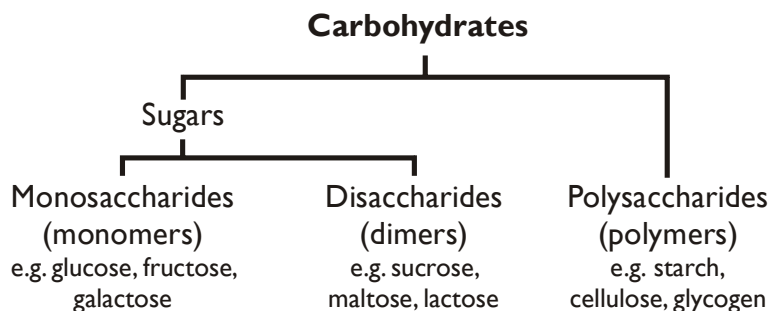 Carbohydrates
Sugars
Monosaccharides
(monomers)
e.g. glucose, fructose,
galactose
Disaccharides
(dimers)
e.g. sucrose,
maltose, lactose
Polysaccharides
(polymers)
e.g. starch,
cellulose, glycogen